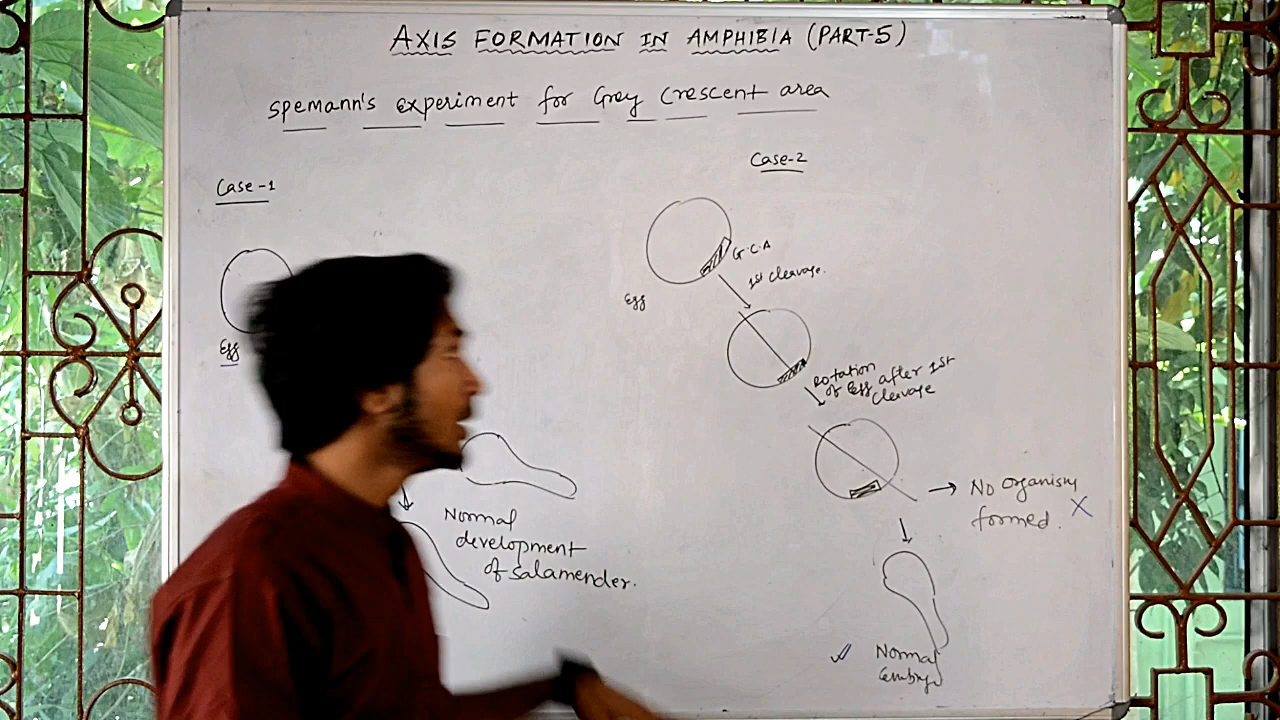 AXIS FORMATION IN AMPHIBIA (PART-5)
Spemann's experiment for Grey Crescent area
Case-1
Egg
Normal
development
of salamender.
Case-2
G.C.A
Egg
1st cleavage.
Rotation
of Egg after 1st
cleavage
No organism
formed. X
✓ Normal
Embryo